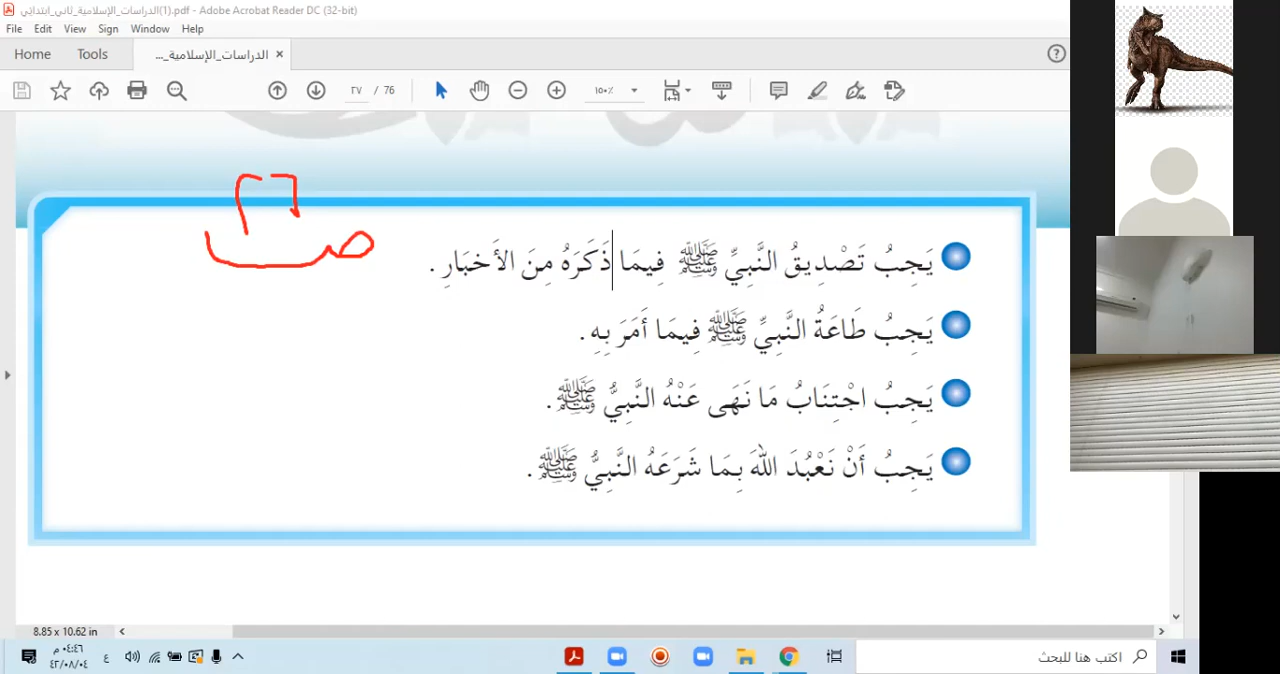 الدراسات_الإسلامية_ثاني_ابتدائي(1).pdf - Adobe Acrobat Reader DC (32-bit)
File Edit View Sign Window Help
Home Tools الدراسات_الإسلامية_... ×
٢٧ / 76 ١٥٠٪
ص ٢٦
يَجِبُ تَصْدِيقُ النَّبِيِّ ﷺ فِيمَا ذَكَرَهُ مِنَ الأَخبَارِ .
يَجِبُ طَاعَةُ النَّبِيِّ ﷺ فِيمَا أَمَرَ بِهِ .
يَجِبُ اجْتِنَابُ مَا نَهَى عَنْهُ النَّبِيُّ ﷺ .
يَجِبُ أَنْ نَعْبُدَ اللهَ بِمَا شَرَعَهُ النَّبِيُّ ﷺ .
8.85 x 10.62 in
اكتب هنا للبحث
ع
٠٤:٤٦ م
٤٢/٠٨/٠٤